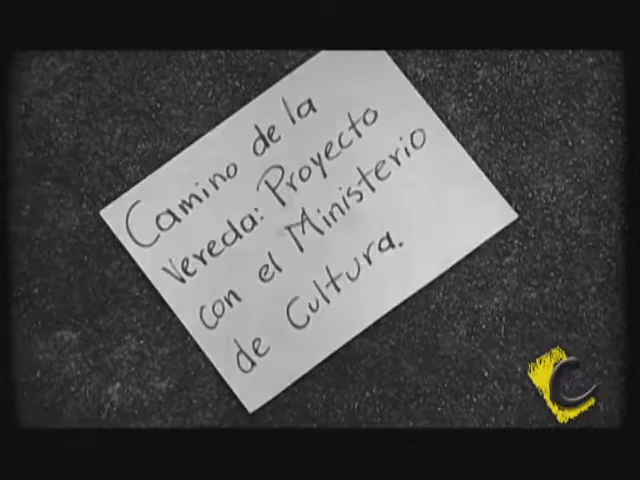 Camino de la
Vereda: Proyecto
con el Ministerio
de Cultura.